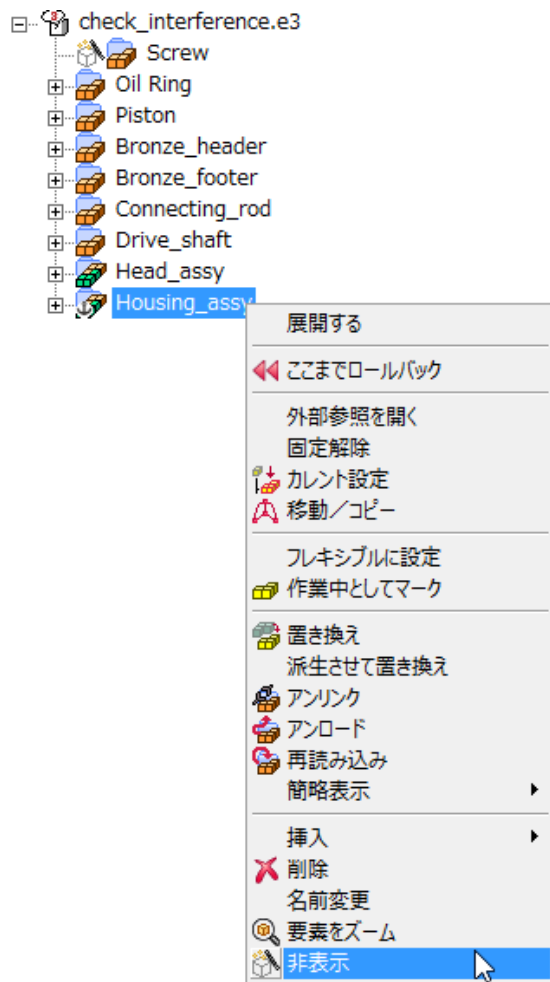 check_interference.e3
Screw
Oil Ring
Piston
Bronze_header
Bronze_footer
Connecting_rod
Drive_shaft
Head_assy
Housing_assy
展開する
ここまでロールバック
外部参照を開く
固定解除
カレント設定
移動／コピー
フレキシブルに設定
作業中としてマーク
置き換え
派生させて置き換え
アンリンク
アンロード
再読み込み
簡略表示
挿入
削除
名前変更
要素をズーム
非表示